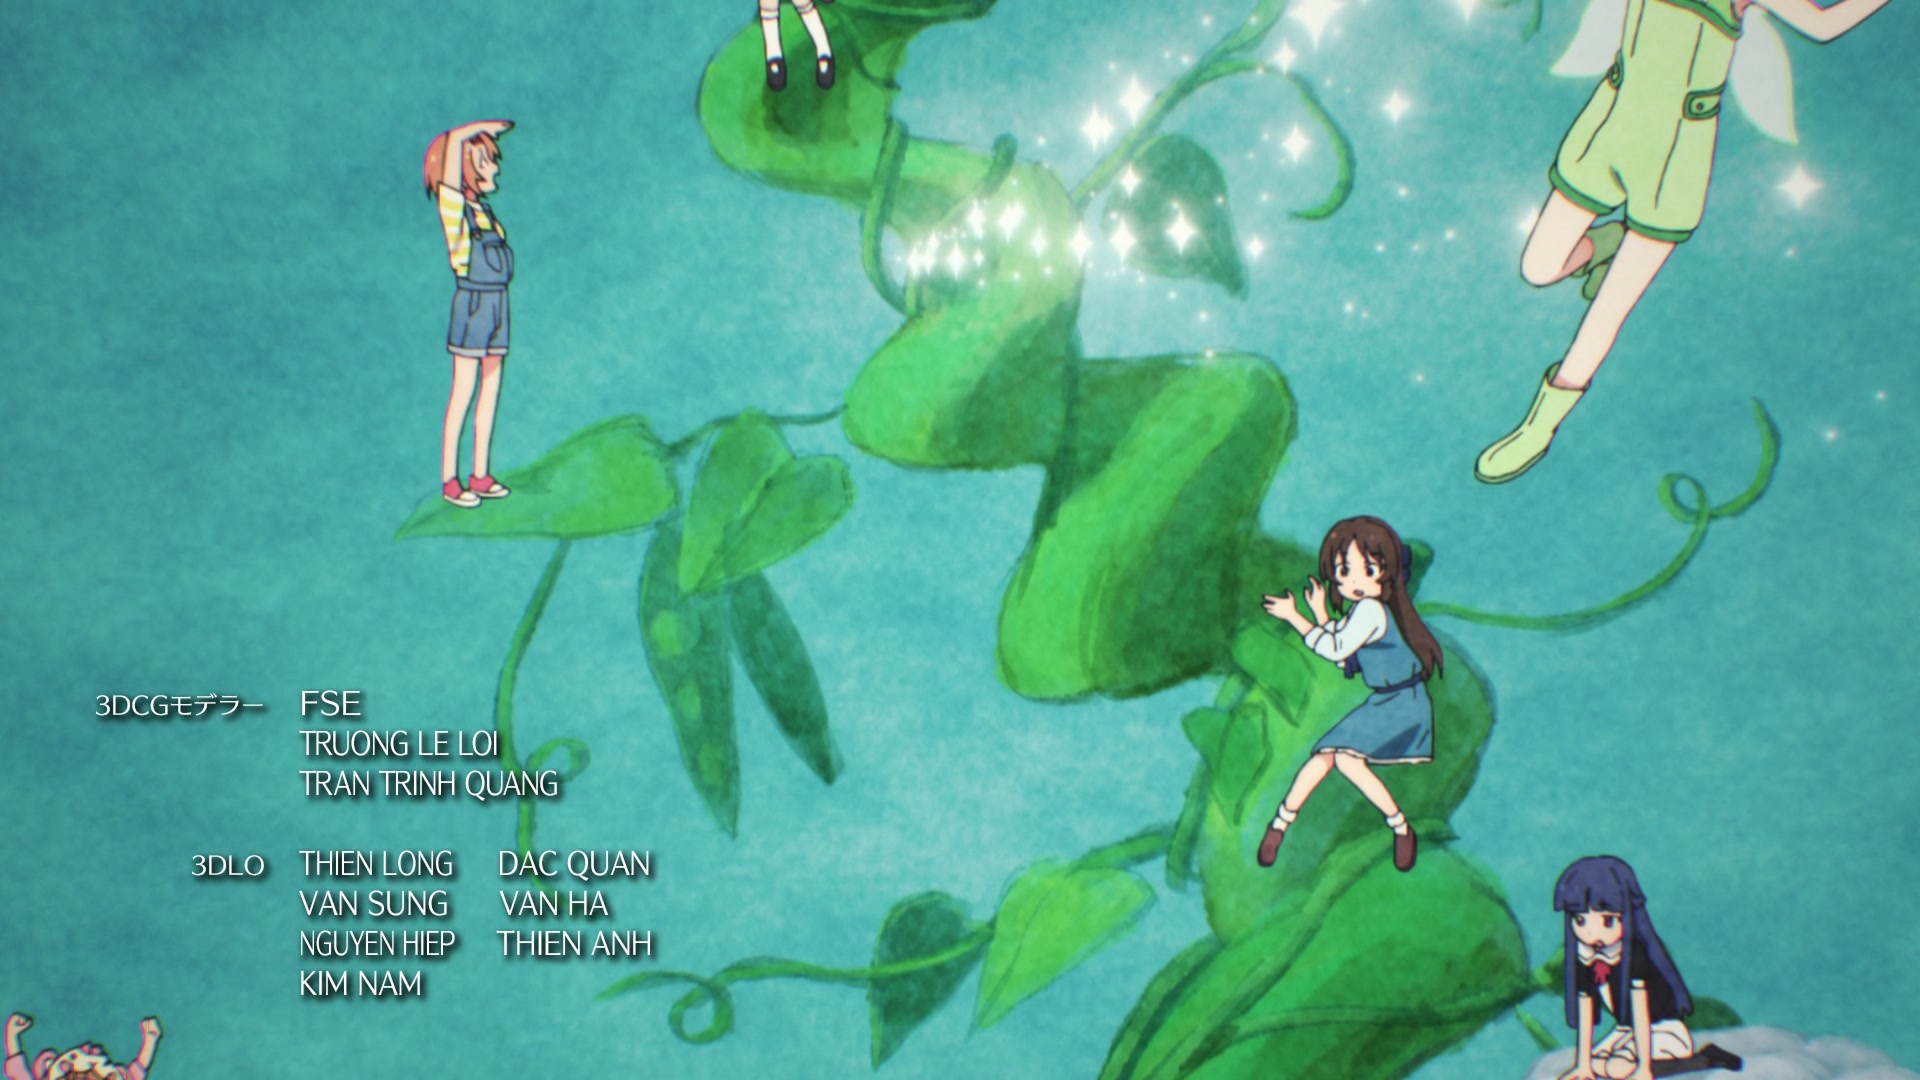 3DCGモデラー FSE
TRUONG LE LOI
TRAN TRINH QUANG
3DLO THIEN LONG DAC QUAN
VAN SUNG VAN HA
NGUYEN HIEP THIEN ANH
KIM NAM